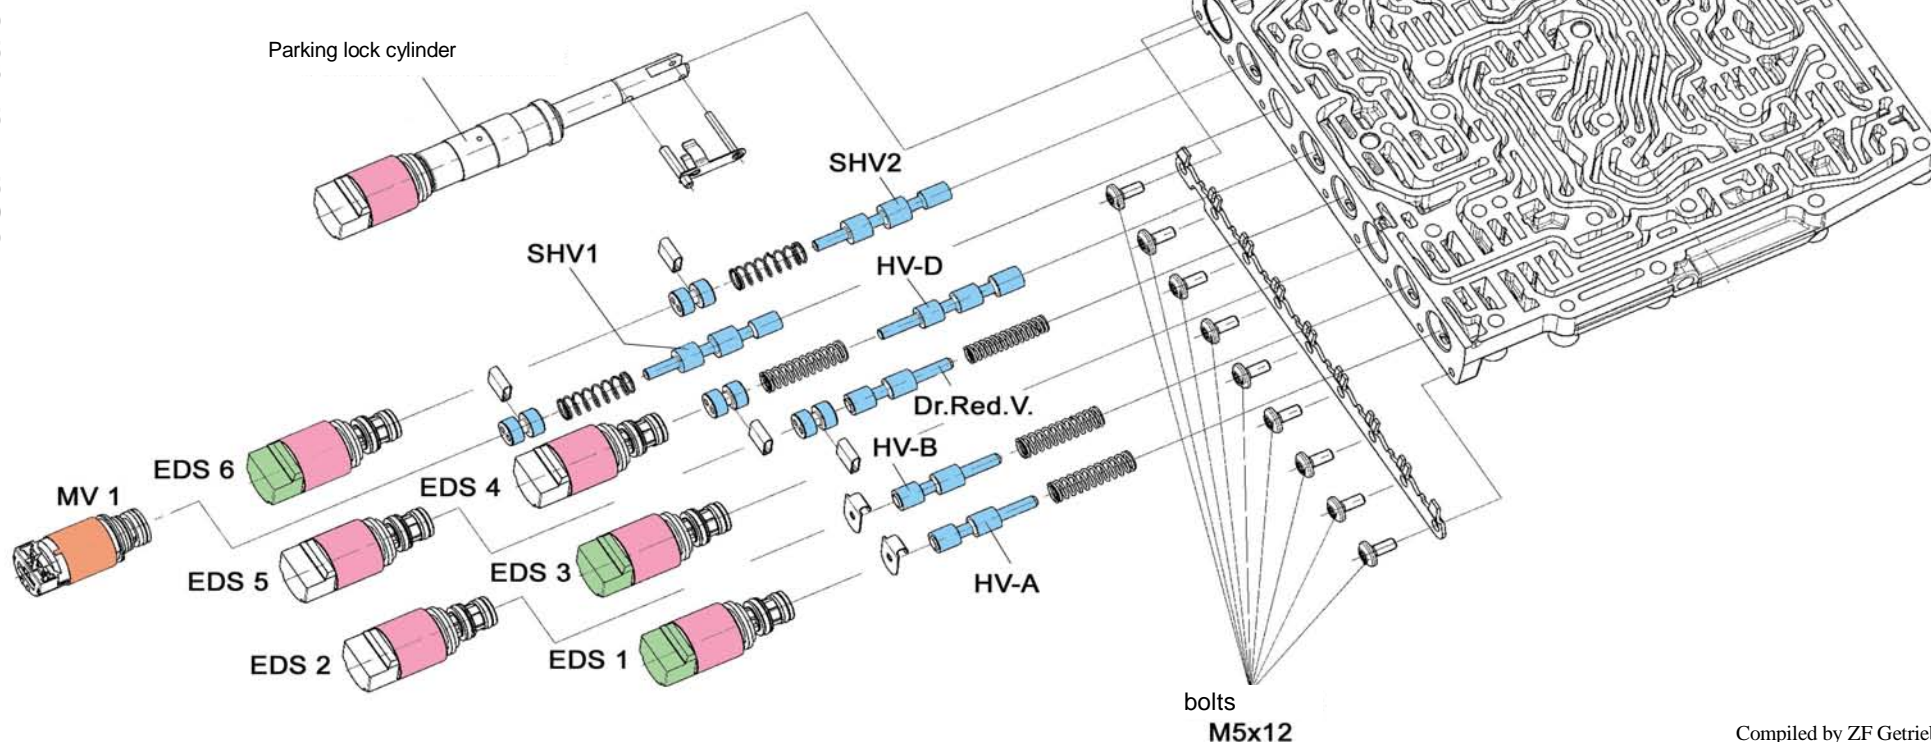 Parking lock cylinder
SHV2
SHV1
HV-D
Dr.Red.V.
HV-B
EDS 6
EDS 4
MV 1
EDS 5
EDS 3
HV-A
EDS 2
EDS 1
bolts
M5x12
Compiled by ZF